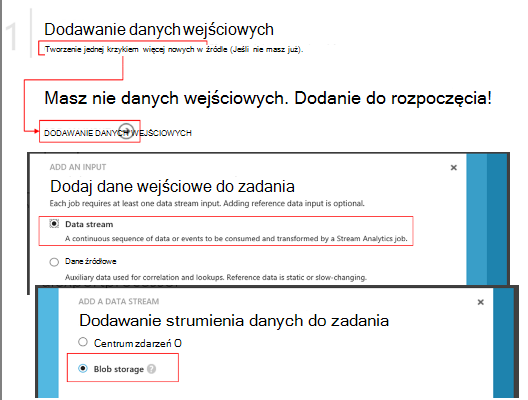 1
Dodawanie danych wejściowych
Tworzenie jednej krzykiem więcej nowych w źródle (Jeśli nie masz już).
Masz nie danych wejściowych. Dodanie do rozpoczęcia!
DODAWANIE DANYCH WEJŚCIOWYCH
ADD AN INPUT
Dodaj dane wejściowe do zadania
Each job requires at least one data stream input. Adding reference data input is optional.
Data stream
A continuous sequence of data or events to be consumed and transformed by a Stream Analytics job.
Dane źródłowe
Auxiliary data used for correlation and lookups. Reference data is static or slow-changing.
ADD A DATA STREAM
Dodawanie strumienia danych do zadania
Centrum zdarzeń O
Blob storage ?